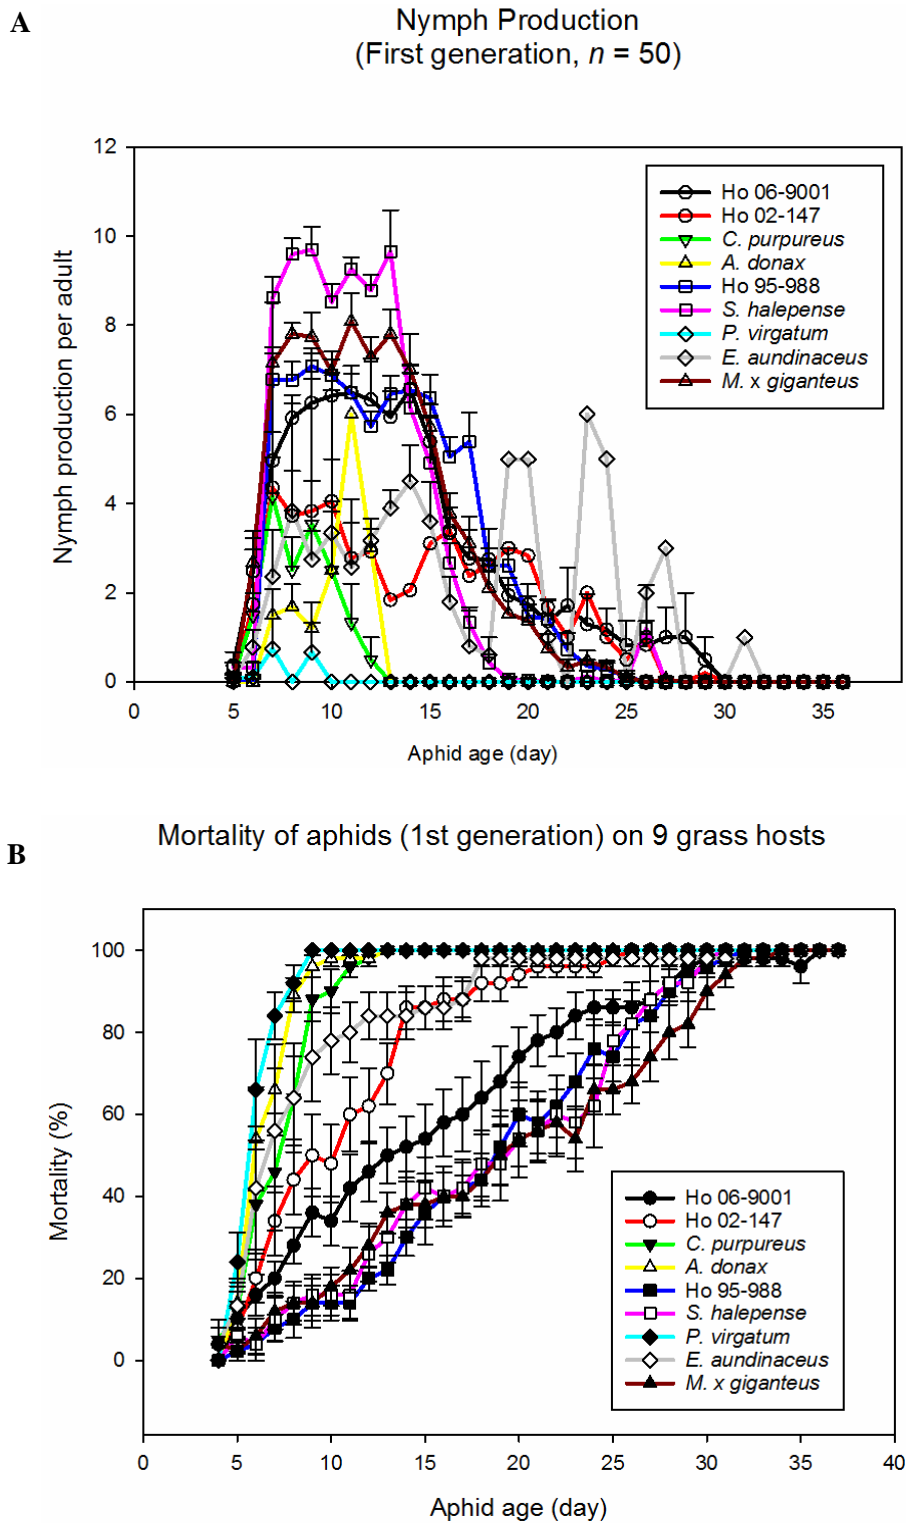 A
Nymph Production
(First generation, n = 50)
12
10
8
6
4
2
0
Nymph production per adult
Ho 06-9001
Ho 02-147
C. purpureus
A. donax
Ho 95-988
S. halepense
P. virgatum
E. aundinaceus
M. x giganteus
0 5 10 15 20 25 30 35
Aphid age (day)
B
Mortality of aphids (1st generation) on 9 grass hosts
100
80
60
40
20
0
Mortality (%)
Ho 06-9001
Ho 02-147
C. purpureus
A. donax
Ho 95-988
S. halepense
P. virgatum
E. aundinaceus
M. x giganteus
0 5 10 15 20 25 30 35 40
Aphid age (day)